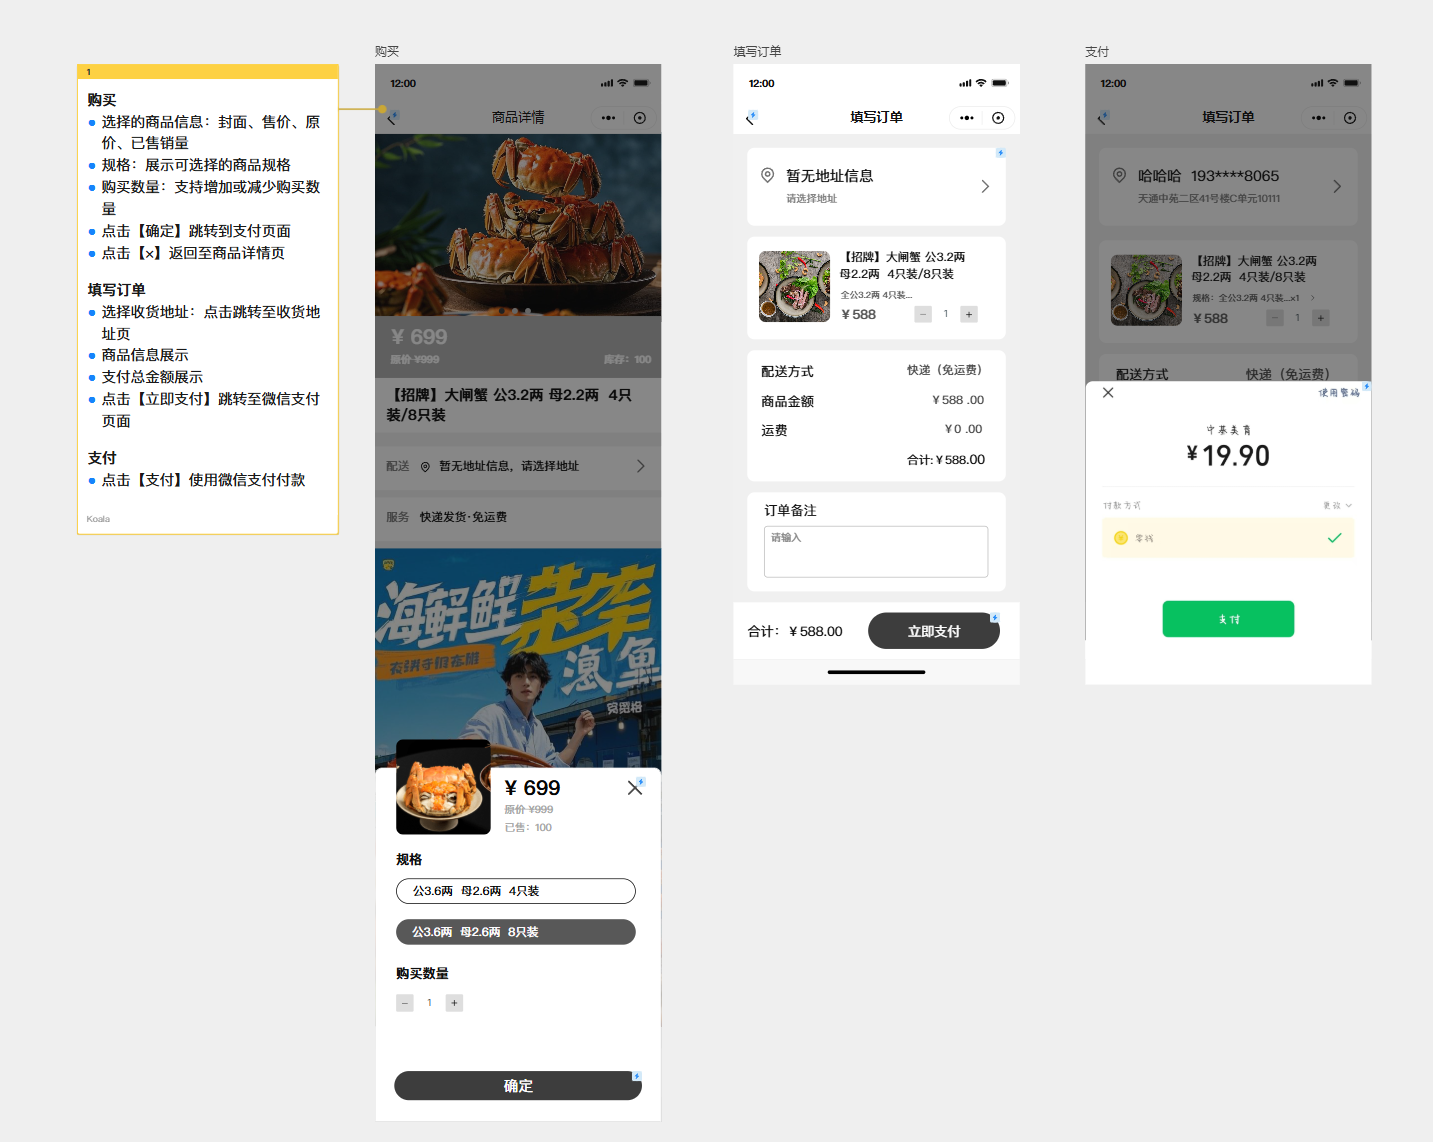 1
购买
选择的商品信息：封面、售价、原
价、已售销量
规格：展示可选择的商品规格
购买数量：支持增加或减少购买数
量
点击【确定】跳转到支付页面
点击【×】返回至商品详情页
填写订单
选择收货地址：点击跳转至收货地
址页
商品信息展示
支付总金额展示
点击【立即支付】跳转至微信支付
页面
支付
点击【支付】使用微信支付付款
Koala
购买
12:00
商品详情
¥ 699
原价 ¥999
库存：100
【招牌】大闸蟹 公3.2两 母2.2两 4只
装/8只装
配送 暂无地址信息，请选择地址
服务 快递发货·免运费
海鲜
¥ 699
原价 ¥999
已售：100
规格
公3.6两 母2.6两 4只装
公3.6两 母2.6两 8只装
购买数量
− 1 +
确定
填写订单
12:00
填写订单
暂无地址信息
请选择地址
【招牌】大闸蟹 公3.2两
母2.2两 4只装/8只装
全公3.2两 4只装...
¥ 588
− 1 +
配送方式 快递（免运费）
商品金额 ¥ 588 .00
运费 ¥ 0 .00
合计: ¥ 588.00
订单备注
请输入
合计： ¥ 588.00
立即支付
支付
12:00
填写订单
哈哈哈 193****8065
天通中苑二区41号楼C单元10111
【招牌】大闸蟹 公3.2两
母2.2两 4只装/8只装
规格：全公3.2两 4只装...×1
¥ 588
− 1 +
配送方式 快递（免运费）
使用密码
¥19.90
付款方式 更改
零钱
支付